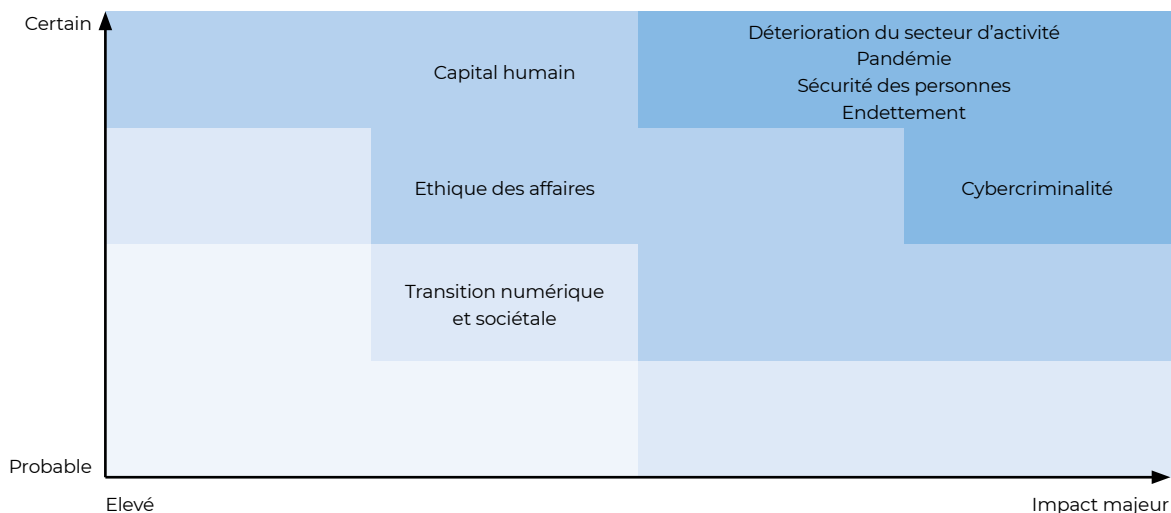 Certain
Déterioration du secteur d'activité
Pandémie
Sécurité des personnes
Endettement
Capital humain
Ethique des affaires
Cybercriminalité
Transition numérique
et sociétale
Probable
Elevé
Impact majeur